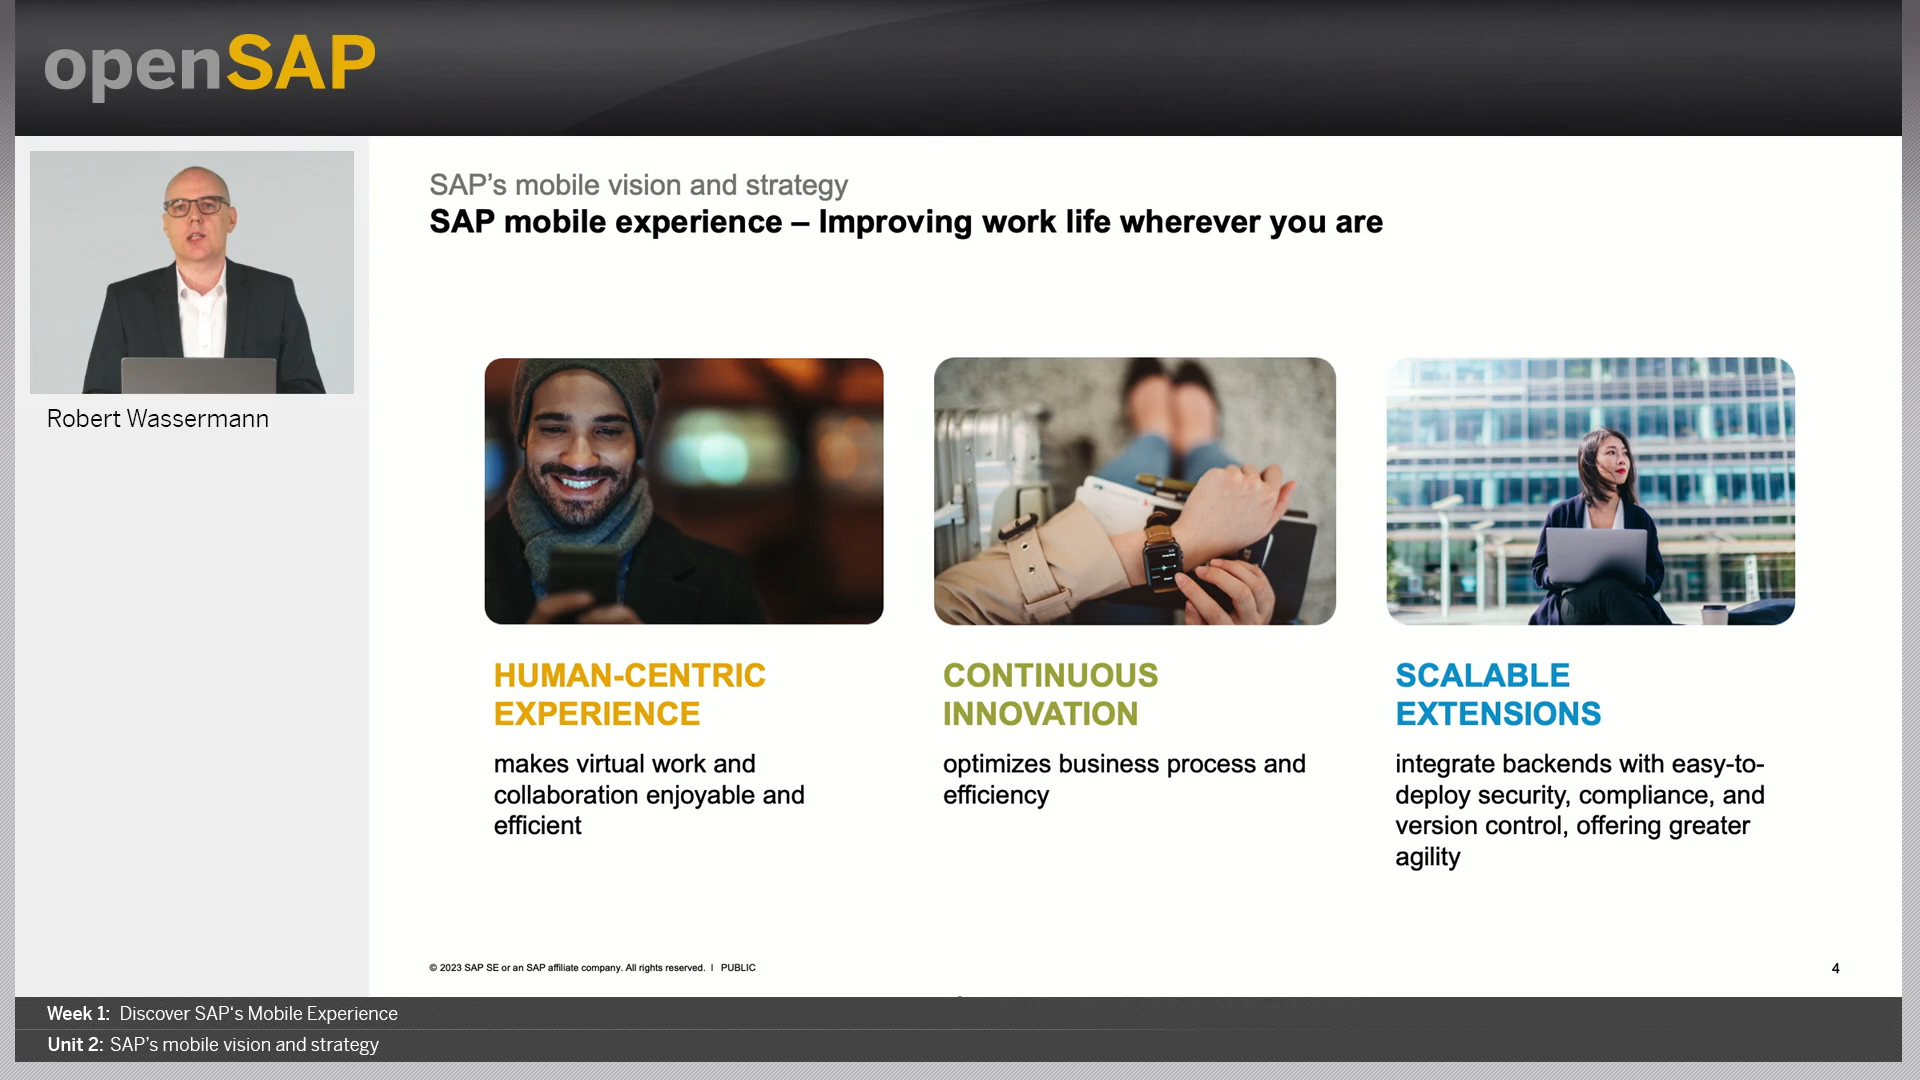 openSAP
Robert Wassermann
SAP’s mobile vision and strategy
SAP mobile experience – Improving work life wherever you are
HUMAN-CENTRIC
EXPERIENCE
makes virtual work and
collaboration enjoyable and
efficient
CONTINUOUS
INNOVATION
optimizes business process and
efficiency
SCALABLE
EXTENSIONS
integrate backends with easy-to-
deploy security, compliance, and
version control, offering greater
agility
© 2023 SAP SE or an SAP affiliate company. All rights reserved. I PUBLIC
4
Week 1: Discover SAP‘s Mobile Experience
Unit 2: SAP’s mobile vision and strategy